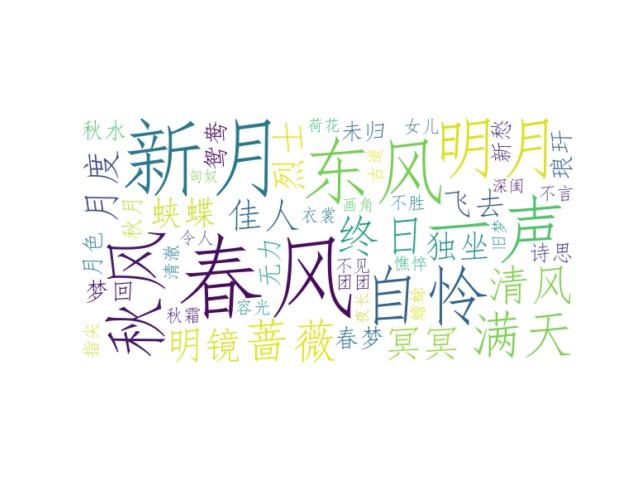 秋水
新月
鸳鸯
匈奴
烈士
荷花
古道
未归
东风
女儿
明月
新愁
琅玕
月度
秋月
蛱蝶
佳人
衣裳
画角
不胜
飞去
深闺
不言
月色
秋风
清澈
令人
无力
终日
一声
独坐
旧梦
诗思
梦回
春风
不见
团团
憔悴
自怜
清风
秋霜
容光
夜长
蟾蜍
指尖
明镜
蔷薇
春梦
冥冥
满天